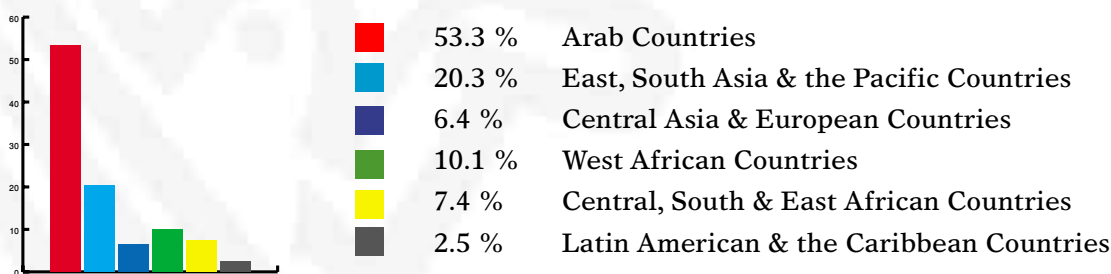 60
50
40
30
20
10
0
53.3 % Arab Countries
20.3 % East, South Asia & the Pacific Countries
6.4 % Central Asia & European Countries
10.1 % West African Countries
7.4 % Central, South & East African Countries
2.5 % Latin American & the Caribbean Countries